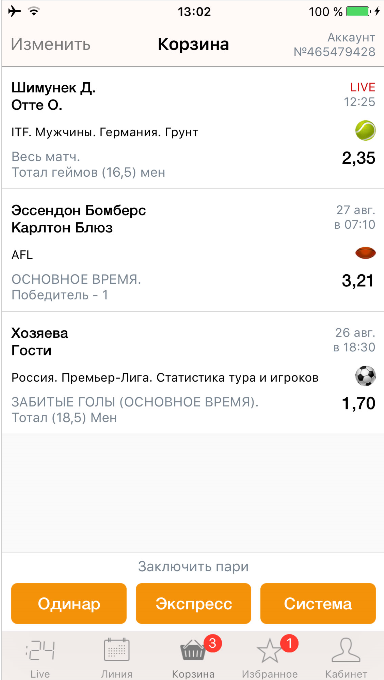 13:02
100 %
Изменить
Корзина
Аккаунт
№465479428
Шимунек Д.
Отте О.
LIVE
12:25
ITF. Мужчины. Германия. Грунт
Весь матч.
Тотал геймов (16,5) мен
2,35
Эссендон Бомберс
Карлтон Блюз
27 авг.
в 07:10
AFL
ОСНОВНОЕ ВРЕМЯ.
Победитель - 1
3,21
Хозяева
Гости
26 авг.
в 18:30
Россия. Премьер-Лига. Статистика тура и игроков
ЗАБИТЫЕ ГОЛЫ (ОСНОВНОЕ ВРЕМЯ).
Тотал (18,5) Мен
1,70
Заключить пари
Одинар
Экспресс
Система
:24
3
1
Live
Линия
Корзина
Избранное
Кабинет